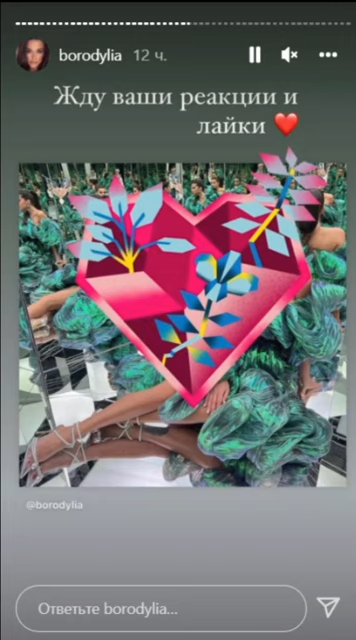 borodylia 12 ч.
Жду ваши реакции и
лайки ❤️
@borodylia
Ответьте borodylia...